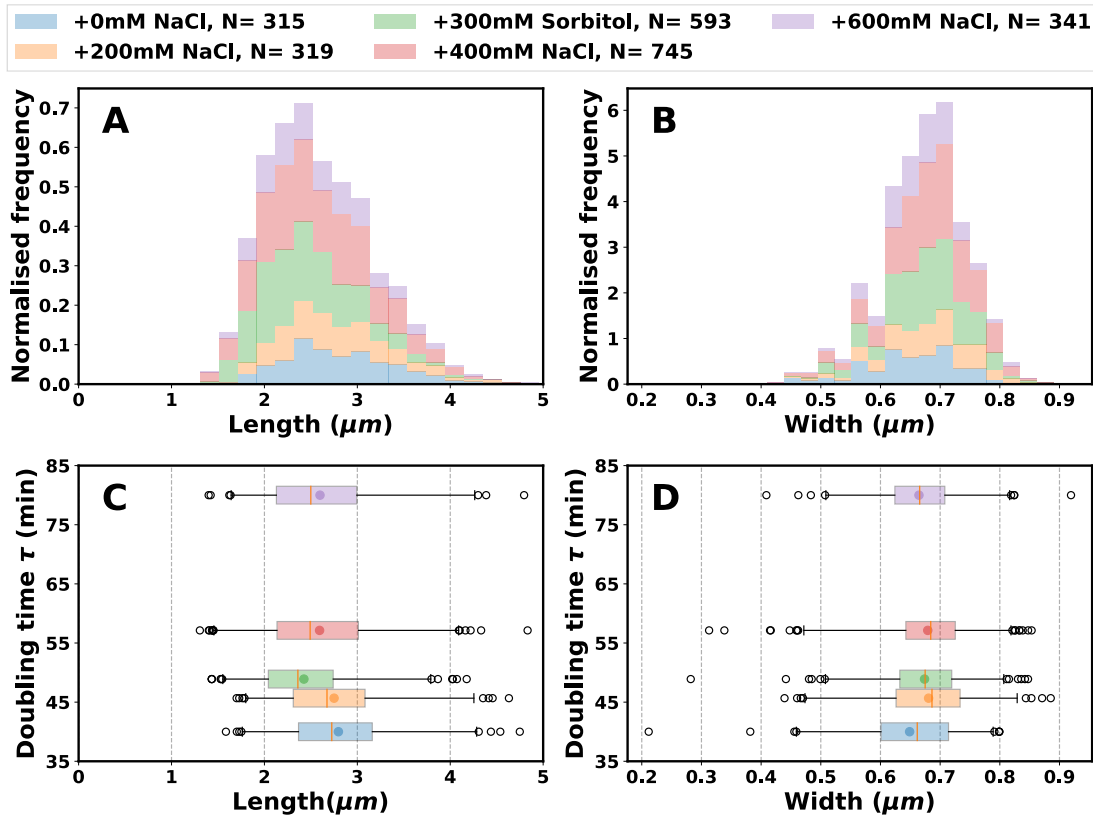 +0mM NaCl, N= 315 +300mM Sorbitol, N= 593 +600mM NaCl, N= 341
+200mM NaCl, N= 319 +400mM NaCl, N= 745
A
Normalised frequency
0.7
0.6
0.5
0.4
0.3
0.2
0.1
0.0
0 1 2 3 4 5
Length (μm)
B
Normalised frequency
6
5
4
3
2
1
0
0.2 0.3 0.4 0.5 0.6 0.7 0.8 0.9
Width (μm)
C
Doubling time τ (min)
85
75
65
55
45
35
0 1 2 3 4 5
Length(μm)
D
Doubling time τ (min)
85
75
65
55
45
35
0.2 0.3 0.4 0.5 0.6 0.7 0.8 0.9
Width (μm)